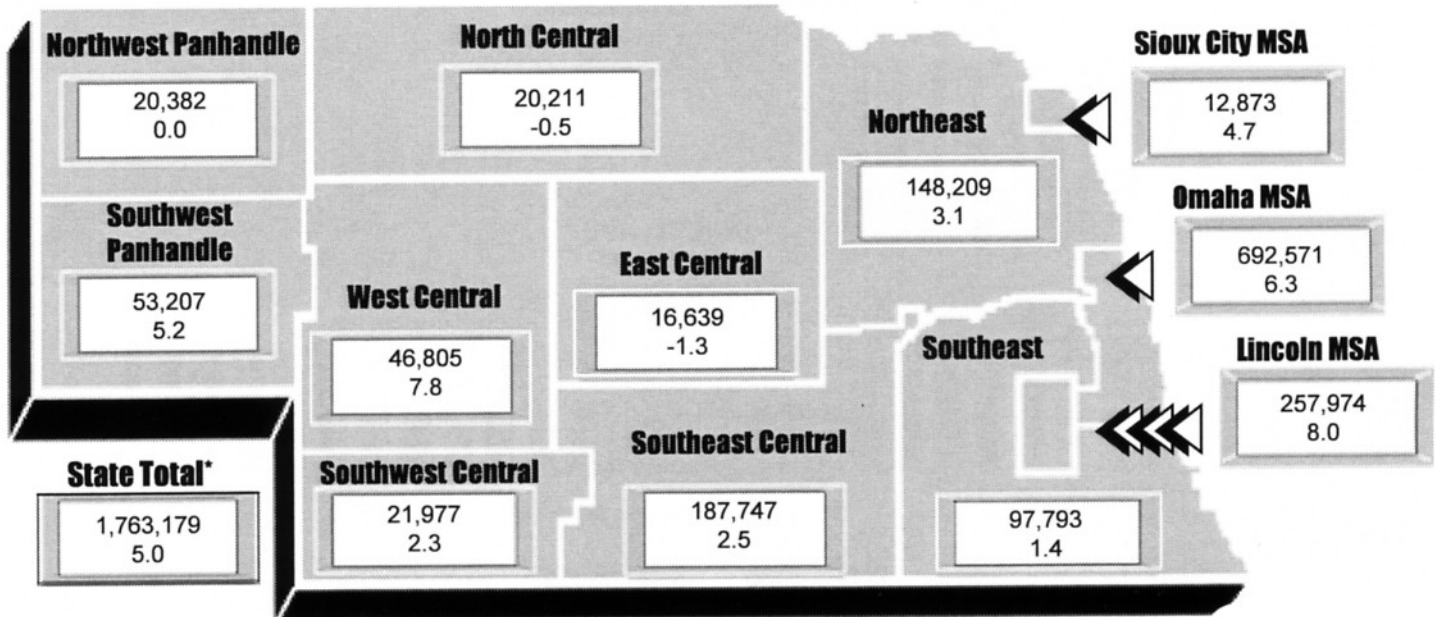 Northwest Panhandle
20,382
0.0
North Central
20,211
-0.5
Sioux City MSA
12,873
4.7
Northeast
148,209
3.1
Omaha MSA
692,571
6.3
Southwest
Panhandle
53,207
5.2
West Central
46,805
7.8
East Central
16,639
-1.3
Southeast
97,793
1.4
Lincoln MSA
257,974
8.0
State Total*
1,763,179
5.0
Southwest Central
21,977
2.3
Southeast Central
187,747
2.5